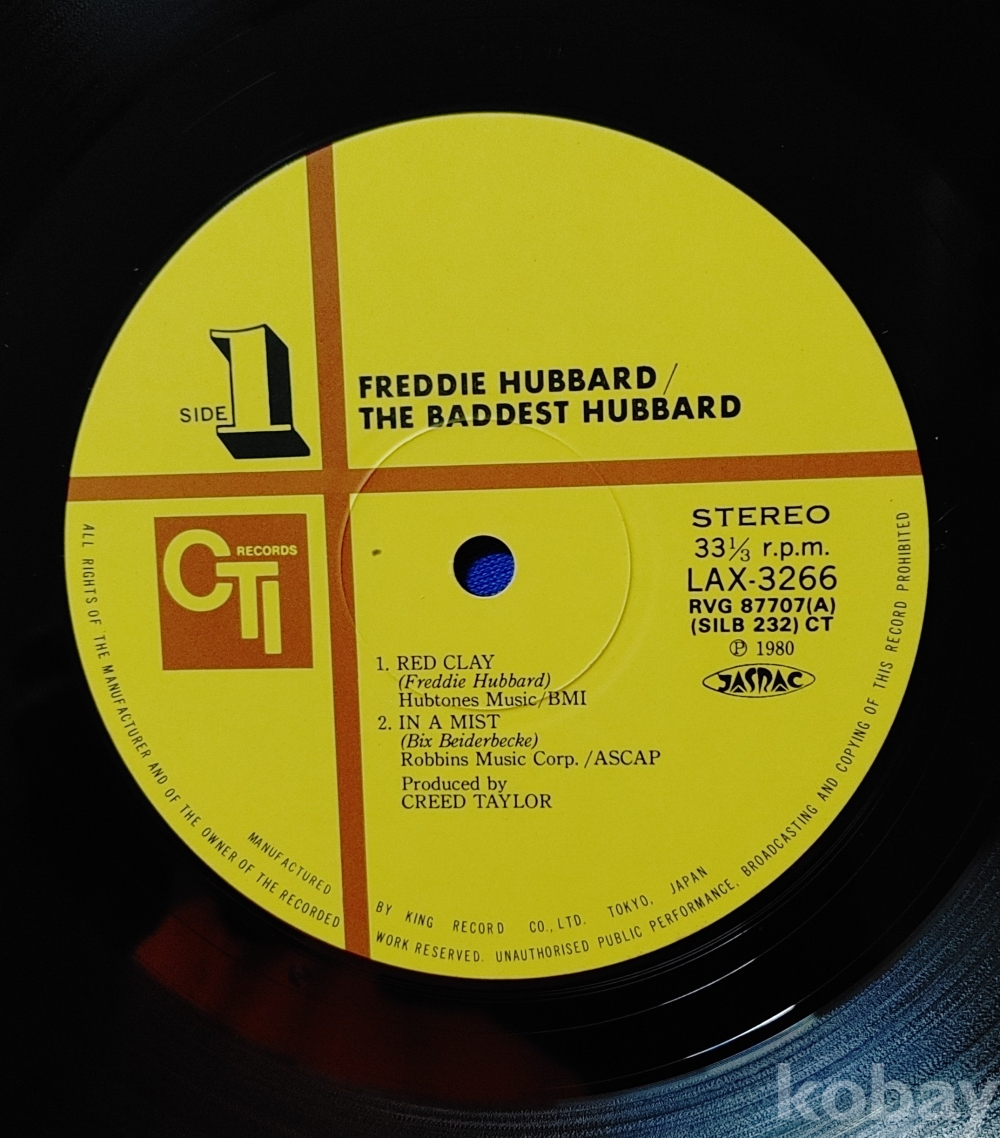 SIDE 1
FREDDIE HUBBARD/
THE BADDEST HUBBARD
CTI RECORDS
STEREO
33⅓ r.p.m.
LAX-3266
RVG 87707(A)
(SILB 232) CT
Ⓟ 1980
JASRAC
1. RED CLAY
(Freddie Hubbard)
Hubtones Music/BMI
2. IN A MIST
(Bix Beiderbecke)
Robbins Music Corp./ASCAP
Produced by
CREED TAYLOR
MANUFACTURED BY KING RECORD CO., LTD. TOKYO, JAPAN
ALL RIGHTS OF THE MANUFACTURER AND OF THE OWNER OF THE RECORDED WORK RESERVED. UNAUTHORISED PUBLIC PERFORMANCE, BROADCASTING AND COPYING OF THIS RECORD PROHIBITED
kobay